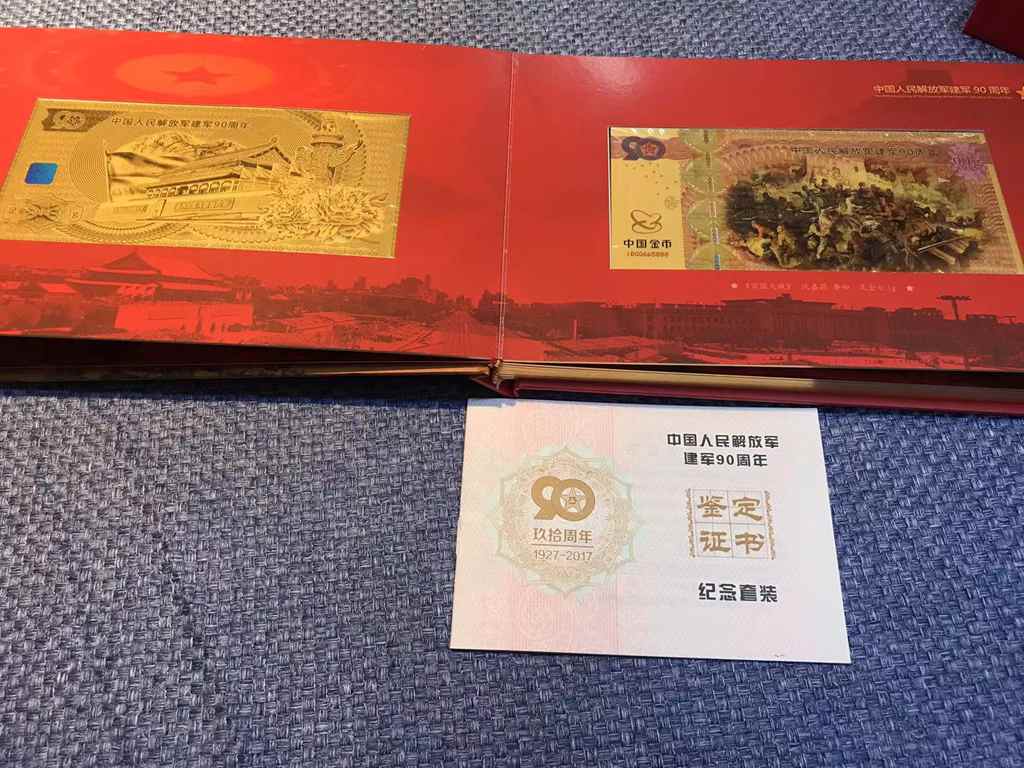 中国人民解放军建军90周年
中国人民解放军建军90周年
90
中国人民解放军建军90周年
中国金币
中国人民解放军
建军90周年
90
玖拾周年
1927-2017
鉴定
证书
纪念套装